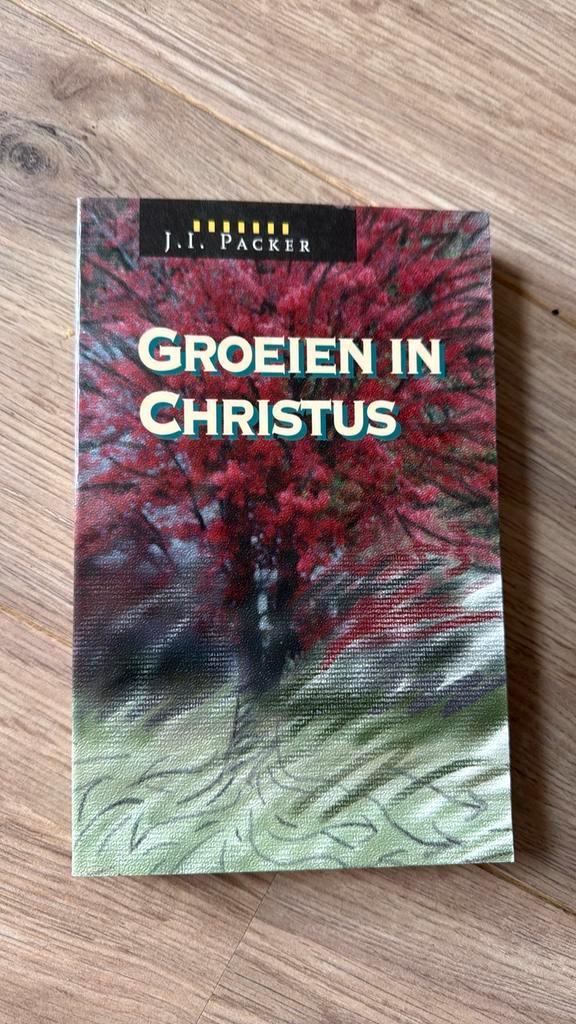 J.I. PACKER
GROEIEN IN
CHRISTUS